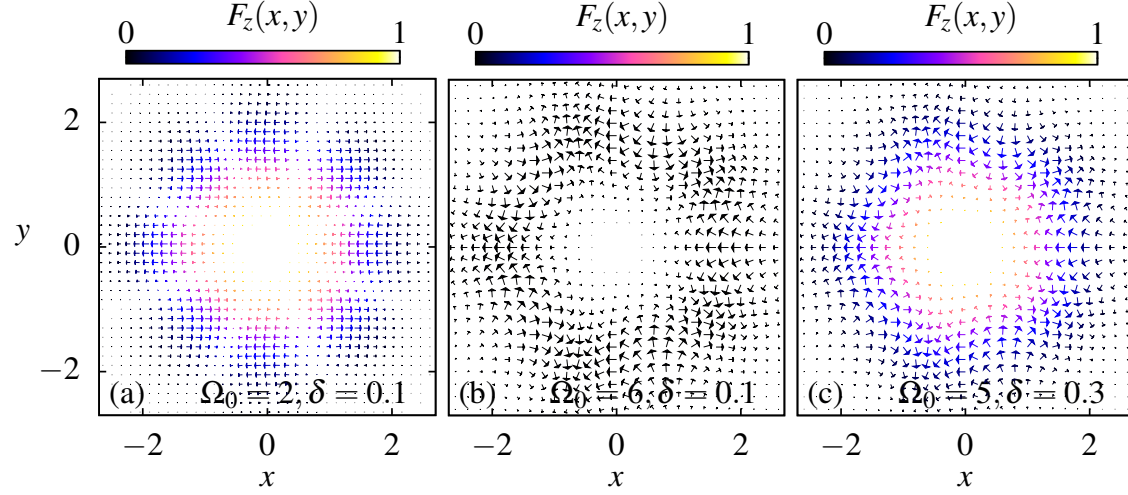 F_z(x, y) F_z(x, y) F_z(x, y)
0 1 0 1 0 1
2
y 0
−2
(a) Ω_0 = 2, δ = 0.1 (b) Ω_0 = 6, δ = 0.1 (c) Ω_0 = 5, δ = 0.3
−2 0 2 −2 0 2 −2 0 2
x x x